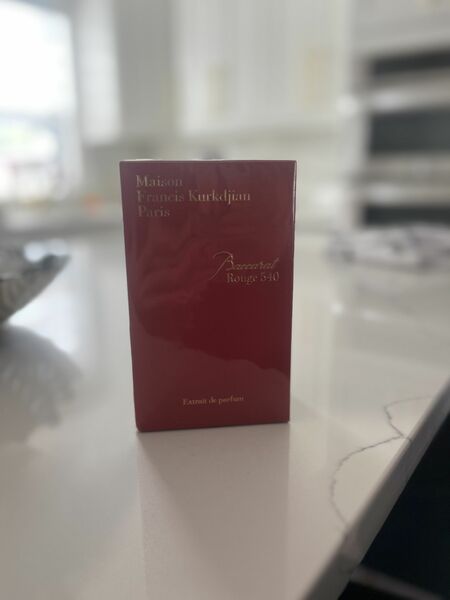 Maison
Francis Kurkdjian
Paris
Baccarat
Rouge 540
Extrait de parfum